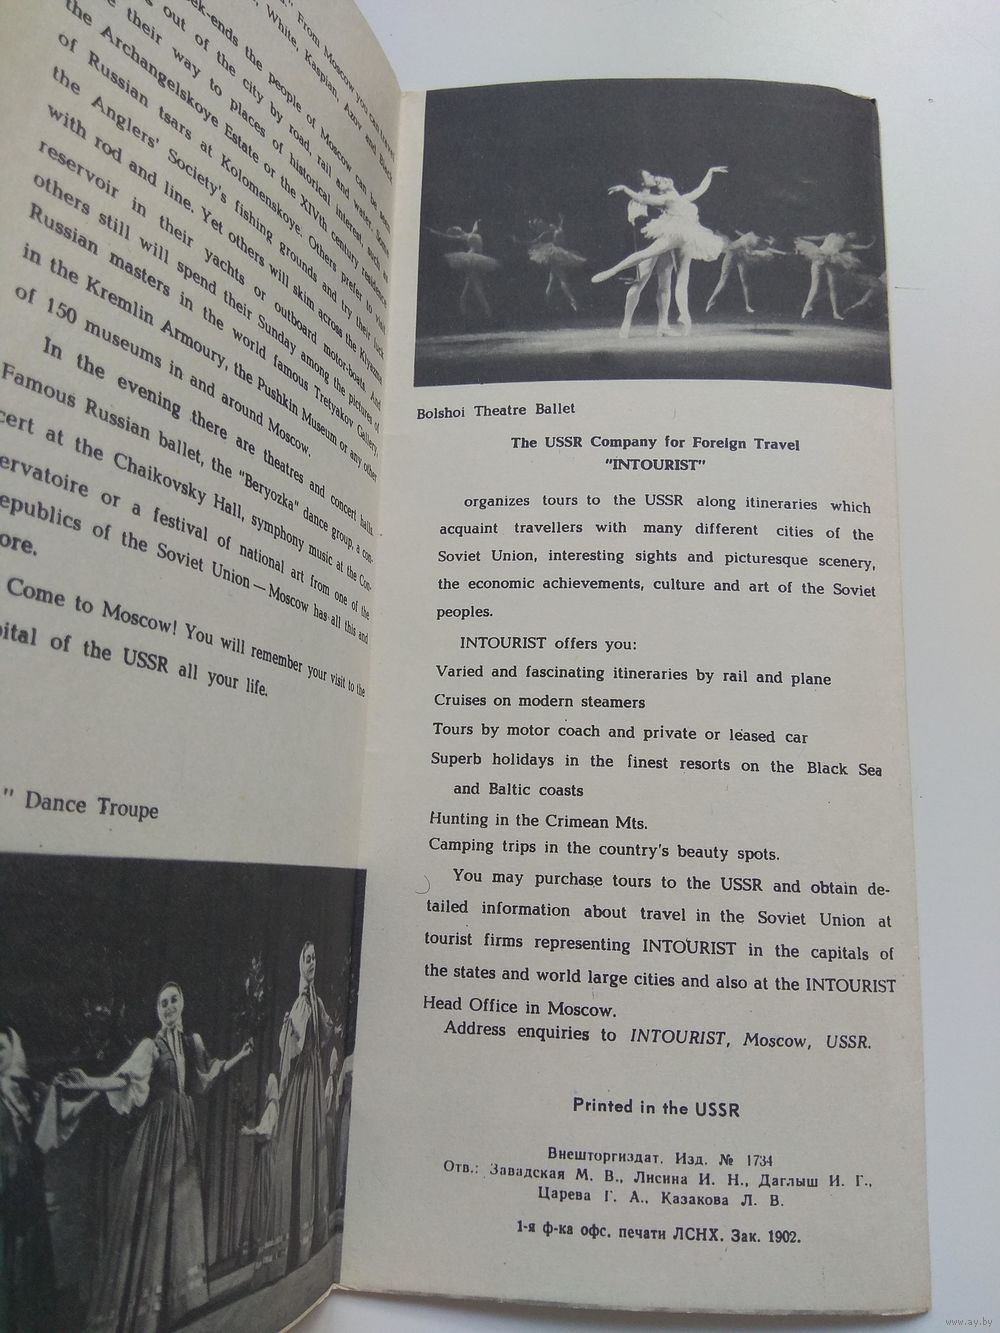 " From Moscow you can travel
White, Kaspian, Azov and Black
-ends the people of Moscow can be seen
out of the city by road, rail and water. Some
their way to places of historical interest, such as
the Archangelskoye Estate or the XIVth century residence
of Russian tsars at Kolomenskoye. Others prefer to visit
the Anglers' Society's fishing grounds and try their luck
with rod and line. Yet others will skim across the Klyazma
reservoir in their yachts or outboard motor-boats. And
others still will spend their Sunday among the pictures of
Russian masters in the world famous Tretyakov Gallery,
in the Kremlin Armoury, the Pushkin Museum or any other
of 150 museums in and around Moscow.
In the evening there are theatres and concert halls.
Famous Russian ballet, the "Beryozka" dance group, a con-
cert at the Chaikovsky Hall, symphony music at the Con-
servatoire or a festival of national art from one of the
republics of the Soviet Union — Moscow has all this and
ore.
Come to Moscow! You will remember your visit to the
pital of the USSR all your life.
" Dance Troupe
Bolshoi Theatre Ballet
The USSR Company for Foreign Travel
"INTOURIST"
organizes tours to the USSR along itineraries which
acquaint travellers with many different cities of the
Soviet Union, interesting sights and picturesque scenery,
the economic achievements, culture and art of the Soviet
peoples.
INTOURIST offers you:
Varied and fascinating itineraries by rail and plane
Cruises on modern steamers
Tours by motor coach and private or leased car
Superb holidays in the finest resorts on the Black Sea
and Baltic coasts
Hunting in the Crimean Mts.
Camping trips in the country's beauty spots.
You may purchase tours to the USSR and obtain de-
tailed information about travel in the Soviet Union at
tourist firms representing INTOURIST in the capitals of
the states and world large cities and also at the INTOURIST
Head Office in Moscow.
Address enquiries to INTOURIST, Moscow, USSR.
Printed in the USSR
Внешторгиздат. Изд. № 1734
Отв.: Завадская М. В., Лисина И. Н., Даглыш И. Г.,
Царева Г. А., Казакова Л. В.
1-я ф-ка офс. печати ЛСНХ. Зак. 1902.
www.ay.by